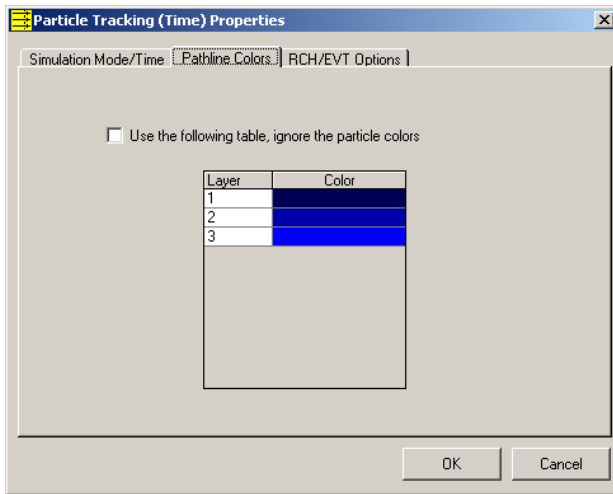 Particle Tracking (Time) Properties
Simulation Mode/Time Pathline Colors RCH/EVT Options
Use the following table, ignore the particle colors
Layer Color
1
2
3
OK Cancel